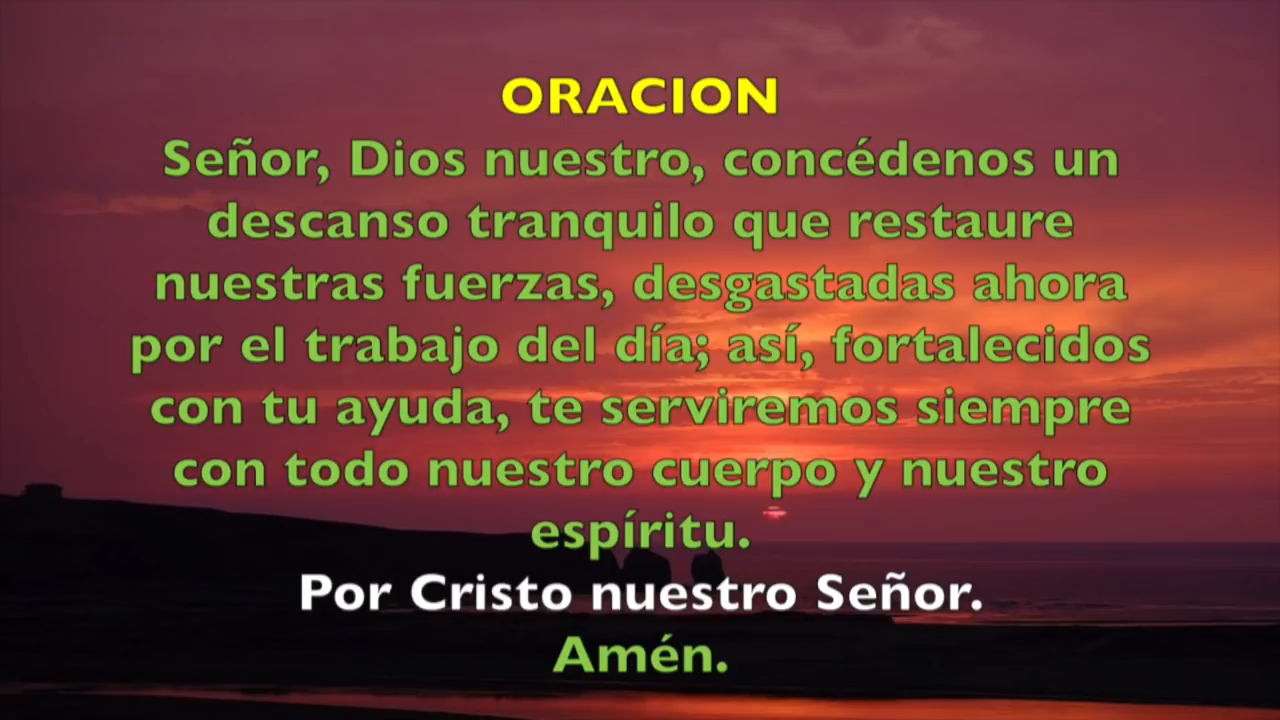 ORACION
Señor, Dios nuestro, concédenos un
descanso tranquilo que restaure
nuestras fuerzas, desgastadas ahora
por el trabajo del día; así, fortalecidos
con tu ayuda, te serviremos siempre
con todo nuestro cuerpo y nuestro
espíritu.
Por Cristo nuestro Señor.
Amén.